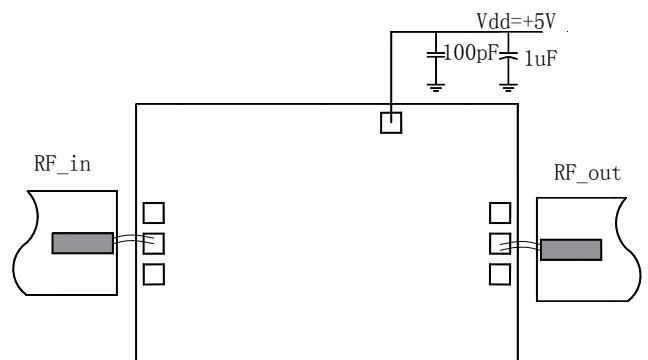 Vdd=+5V
100pF
1uF
RF_in
RF_out